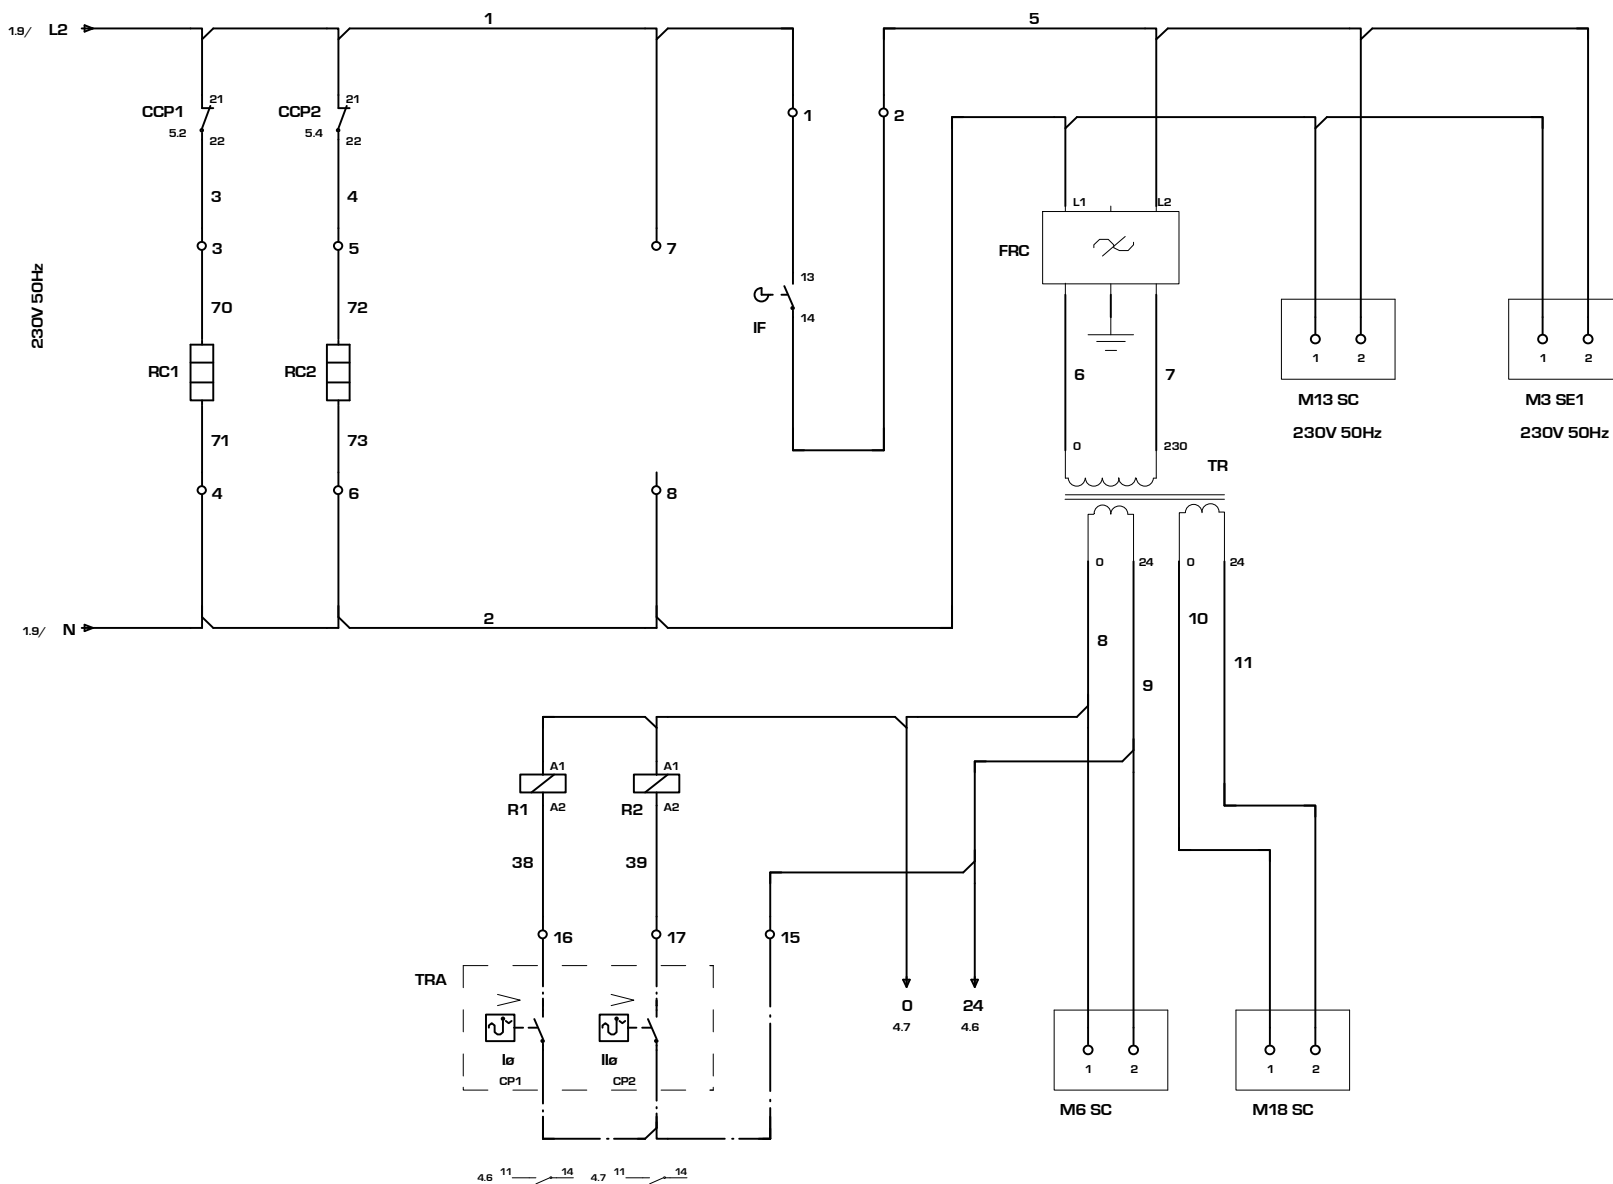 1 5
1.9/ L2
CCP1 21 CCP2 21
5.2 22 5.4 22
1 2
3 4
L1 L2
3 5 7
FRC
230V 50Hz
13
70 72
IF 14
1 2 1 2
RC1 RC2
6 7
M13 SC M3 SE1
230V 50Hz 230V 50Hz
71 73
0 230
TR
4 6 8
0 24 0 24
2
1.9/ N
10
8
11
9
A1 A1
R1 A2 R2 A2
38 39
16 17 15
TRA
0 24
4.7 4.6
Iø IIø
CP1 CP2
1 2 1 2
M6 SC M18 SC
4.6 11 14 4.7 11 14